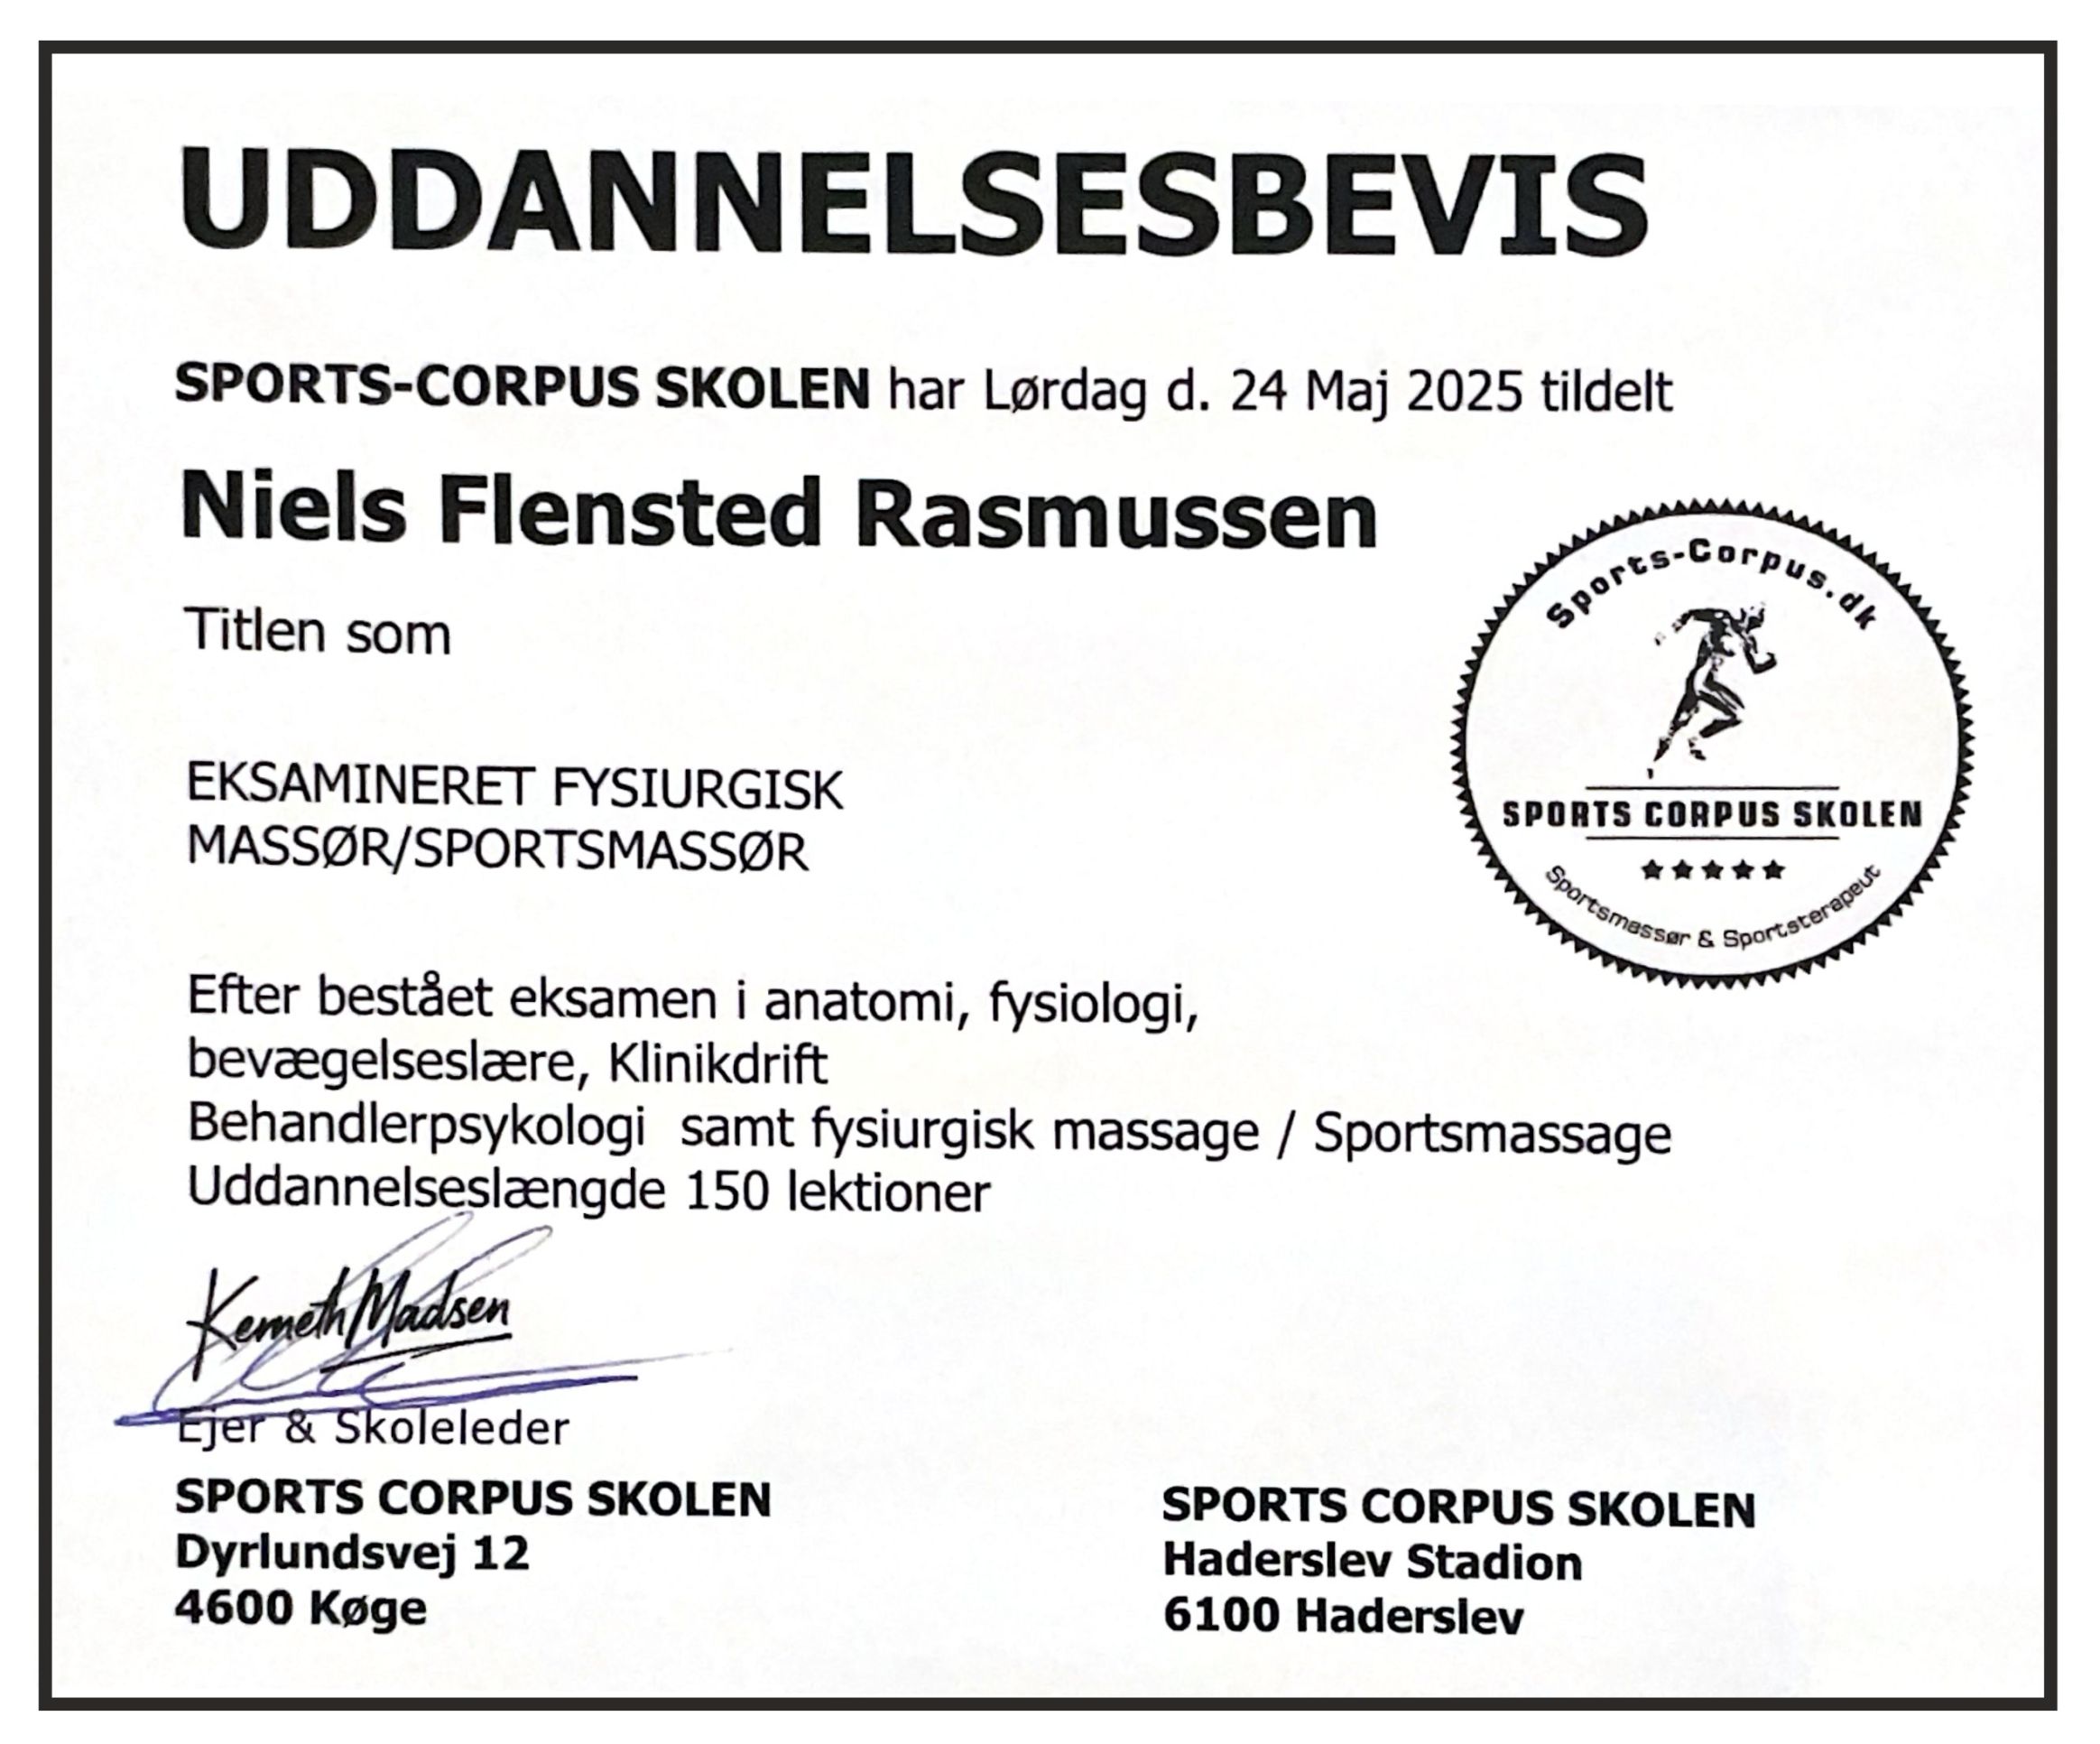 UDDANNELSESBEVIS
SPORTS-CORPUS SKOLEN har Lørdag d. 24 Maj 2025 tildelt
Niels Flensted Rasmussen
Titlen som
Sports-Corpus.dk
SPORTS CORPUS SKOLEN
Sportsmassør & Sportsterapeut
EKSAMINERET FYSIURGISK
MASSØR/SPORTSMASSØR
Efter bestået eksamen i anatomi, fysiologi,
bevægelseslære, Klinikdrift
Behandlerpsykologi samt fysiurgisk massage / Sportsmassage
Uddannelseslængde 150 lektioner
Kenneth Madsen
Ejer & Skoleleder
SPORTS CORPUS SKOLEN
Dyrlundsvej 12
4600 Køge
SPORTS CORPUS SKOLEN
Haderslev Stadion
6100 Haderslev